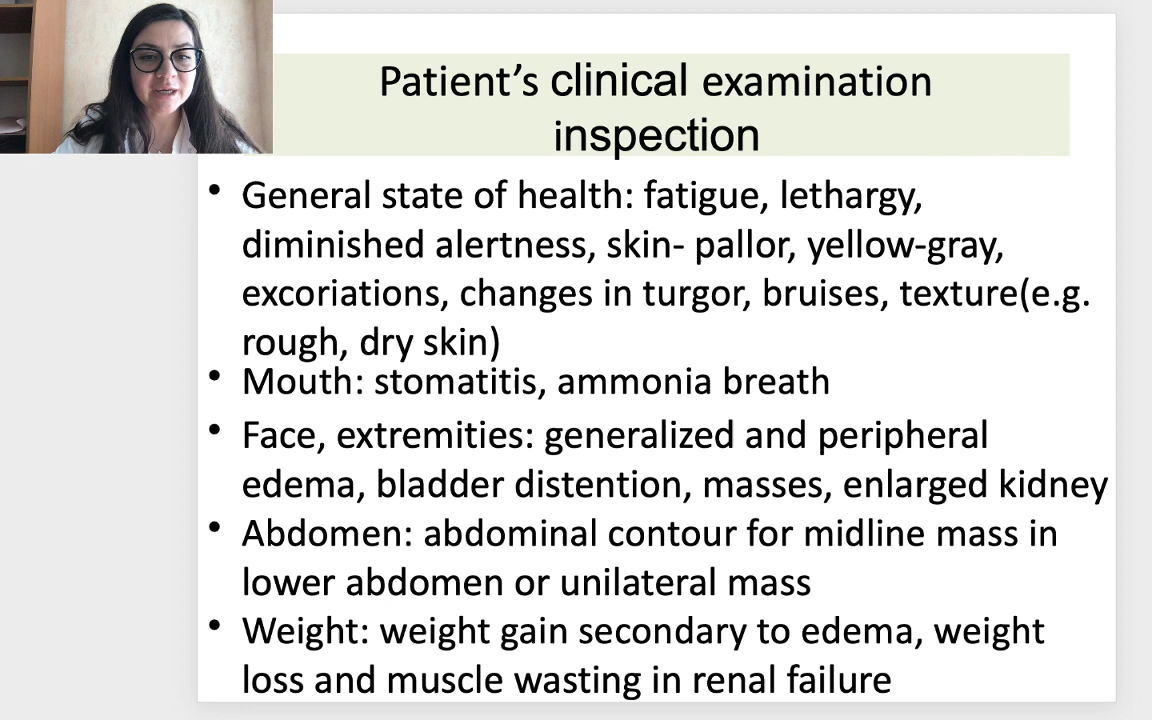 Patient’s clinical examination
inspection
• General state of health: fatigue, lethargy,
diminished alertness, skin- pallor, yellow-gray,
excoriations, changes in turgor, bruises, texture(e.g.
rough, dry skin)
• Mouth: stomatitis, ammonia breath
• Face, extremities: generalized and peripheral
edema, bladder distention, masses, enlarged kidney
• Abdomen: abdominal contour for midline mass in
lower abdomen or unilateral mass
• Weight: weight gain secondary to edema, weight
loss and muscle wasting in renal failure